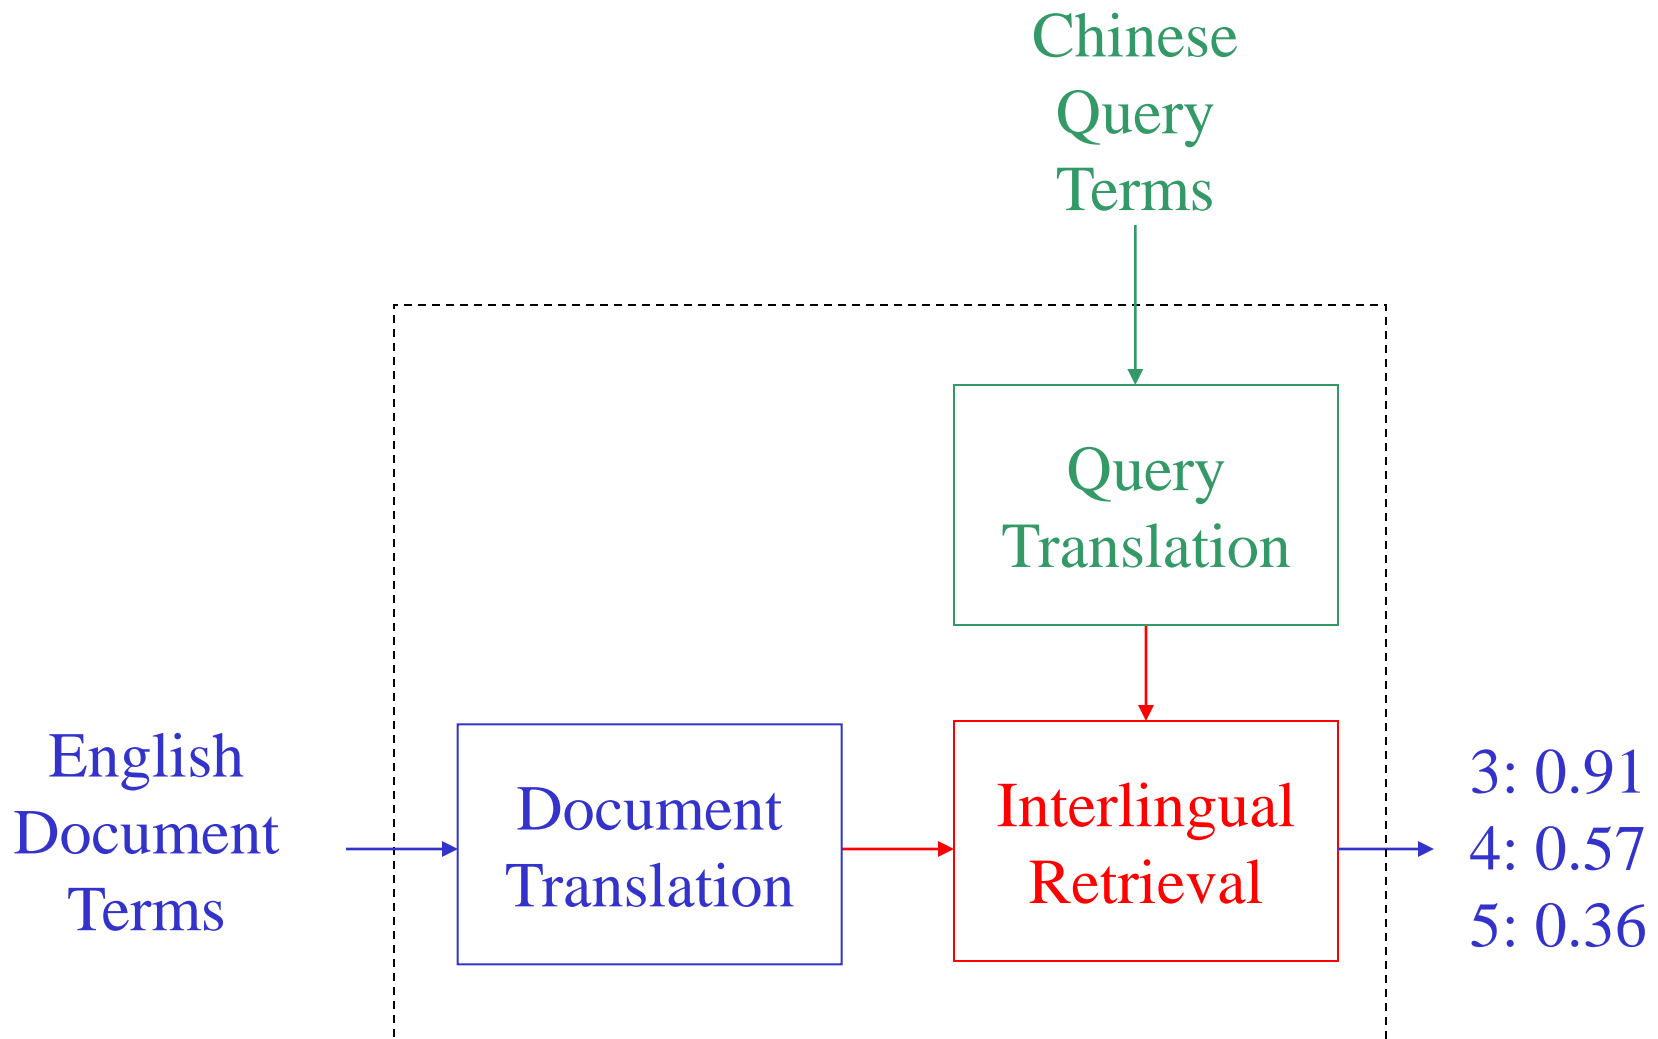 Chinese
Query
Terms
Query
Translation
English
Document
Terms
Document
Translation
Interlingual
Retrieval
3: 0.91
4: 0.57
5: 0.36